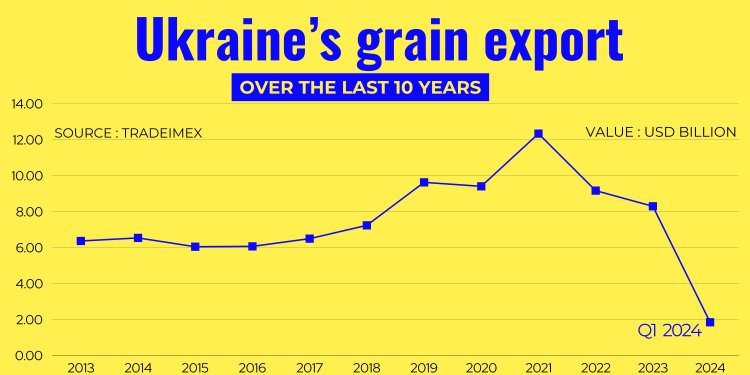 Ukraine's grain export
OVER THE LAST 10 YEARS
14.00
SOURCE : TRADEIMEX
VALUE : USD BILLION
12.00
10.00
8.00
6.00
4.00
2.00
Q1 2024
0.00
2013 2014 2015 2016 2017 2018 2019 2020 2021 2022 2023 2024